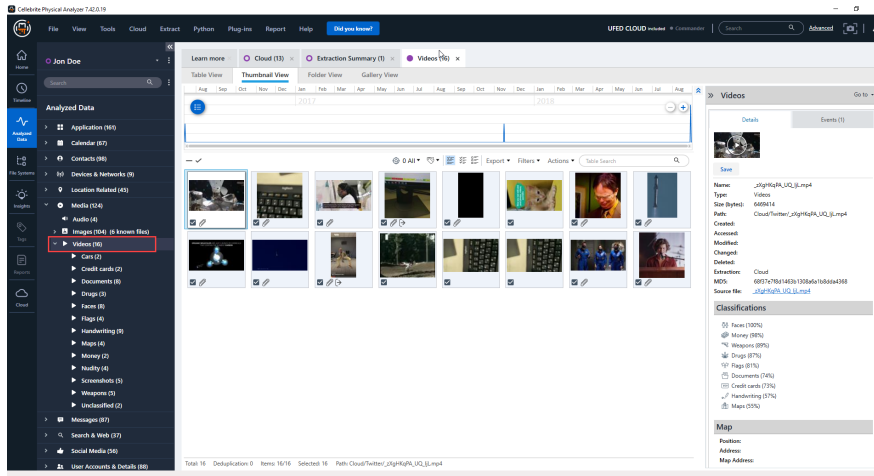 Cellebrite Physical Analyzer 7.42.0.19
File View Tools Cloud Extract Python Plug-ins Report Help Did you know? UFED CLOUD included Commander Search Advanced
Home
Timeline
Analyzed Data
File Systems
Insights
Tags
Reports
Cloud
Jon Doe
Search
Analyzed Data
Application (161)
Calendar (67)
Contacts (98)
Devices & Networks (9)
Location Related (45)
Media (124)
Audio (4)
Images (104) (6 known files)
Videos (16)
Cars (2)
Credit cards (2)
Documents (8)
Drugs (3)
Faces (8)
Flags (4)
Handwriting (9)
Maps (4)
Money (2)
Nudity (4)
Screenshots (5)
Weapons (5)
Unclassified (2)
Messages (87)
Search & Web (37)
Social Media (56)
User Accounts & Details (88)
Learn more Cloud (13) × Extraction Summary (1) × Videos (16) ×
Table View Thumbnail View Folder View Gallery View
Aug Sep Oct Nov Dec Jan Feb Mar Apr May Jun Jul Aug Sep Oct Nov Dec Jan Feb Mar Apr May Jun Jul Aug
2017 2018
0 All Export Filters Actions Table Search
Total: 16 Deduplication: 0 Items: 16/16 Selected: 16 Path: Cloud/Twitter/_zXgHKqPA_UQ_IjL.mp4
Videos Go to
Details Events (1)
Save
Name: _zXgHKqPA_UQ_IjL.mp4
Type: Videos
Size (bytes): 6469414
Path: Cloud/Twitter/_zXgHKqPA_UQ_IjL.mp4
Created:
Accessed:
Modified:
Changed:
Deleted:
Extraction: Cloud
MD5: 68f37e7f8d1463b1308a6a1b8dda4368
Source file: _zXgHKqPA_UQ_IjL.mp4
Classifications
Faces (100%)
Money (98%)
Weapons (89%)
Drugs (87%)
Flags (81%)
Documents (74%)
Credit cards (73%)
Handwriting (57%)
Maps (55%)
Map
Position:
Address:
Map Address: